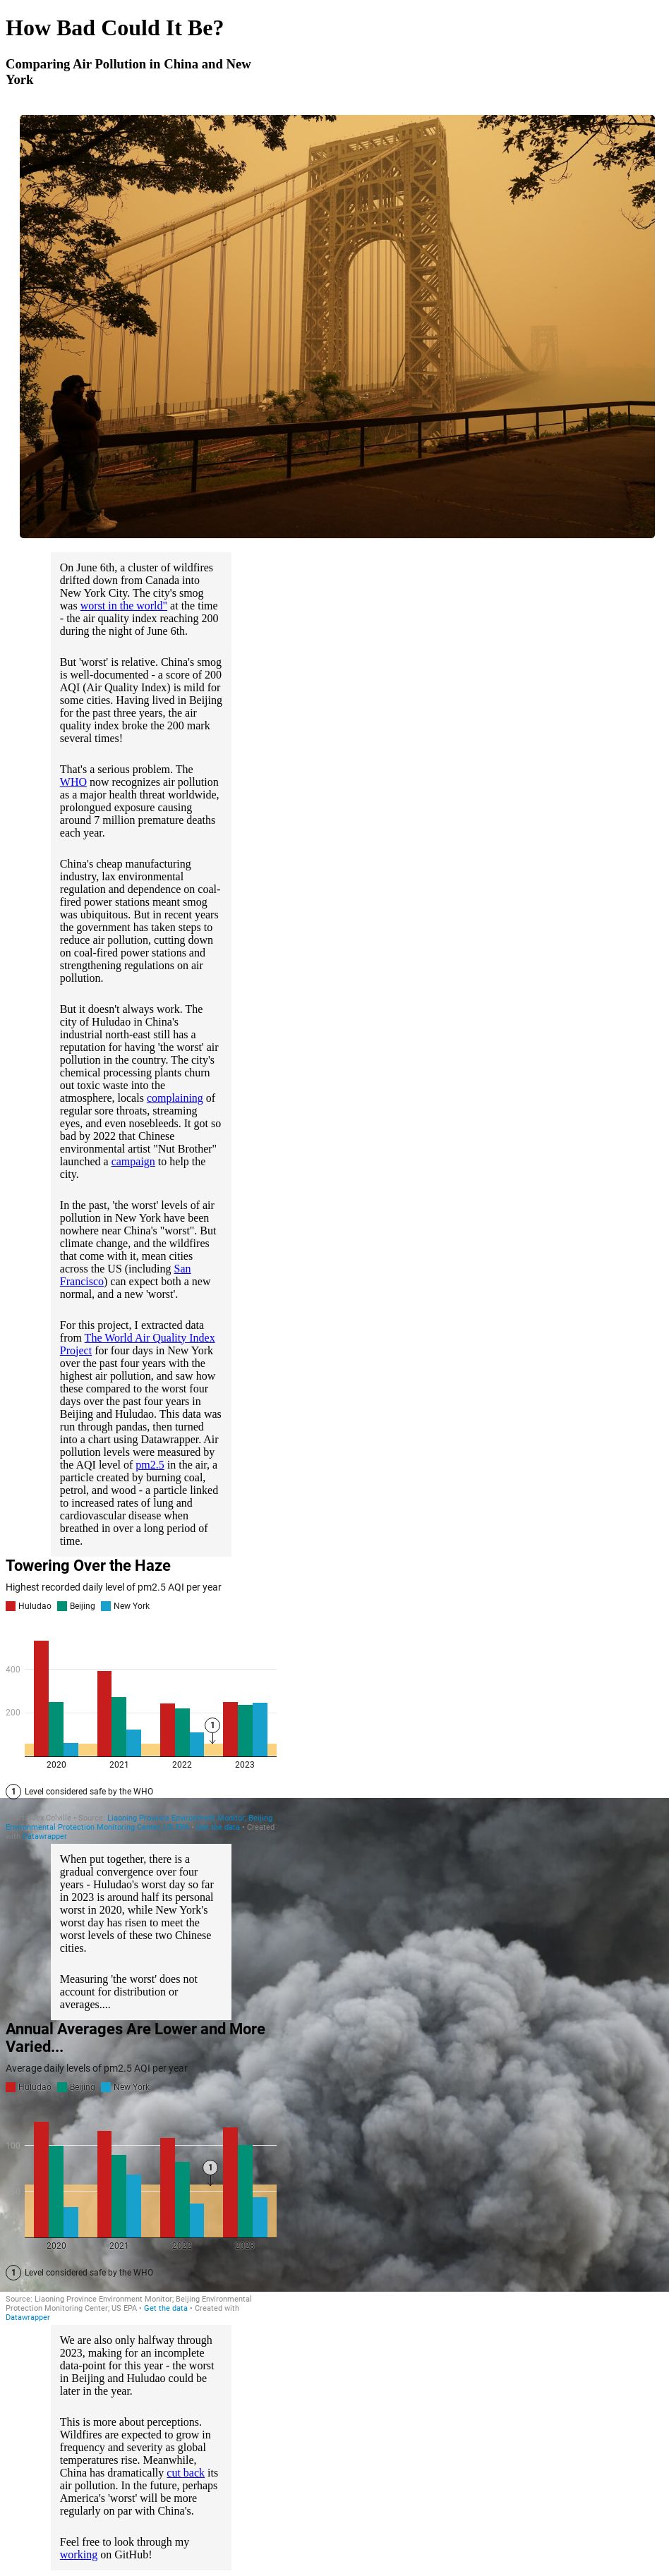 How Bad Could It Be?
Comparing Air Pollution in China and New
York
On June 6th, a cluster of wildfires
drifted down from Canada into
New York City. The city's smog
was worst in the world" at the time
- the air quality index reaching 200
during the night of June 6th.
But 'worst' is relative. China's smog
is well-documented - a score of 200
AQI (Air Quality Index) is mild for
some cities. Having lived in Beijing
for the past three years, the air
quality index broke the 200 mark
several times!
That's a serious problem. The
WHO now recognizes air pollution
as a major health threat worldwide,
prolongued exposure causing
around 7 million premature deaths
each year.
China's cheap manufacturing
industry, lax environmental
regulation and dependence on coal-
fired power stations meant smog
was ubiquitous. But in recent years
the government has taken steps to
reduce air pollution, cutting down
on coal-fired power stations and
strengthening regulations on air
pollution.
But it doesn't always work. The
city of Huludao in China's
industrial north-east still has a
reputation for having 'the worst' air
pollution in the country. The city's
chemical processing plants churn
out toxic waste into the
atmosphere, locals complaining of
regular sore throats, streaming
eyes, and even nosebleeds. It got so
bad by 2022 that Chinese
environmental artist "Nut Brother"
launched a campaign to help the
city.
In the past, 'the worst' levels of air
pollution in New York have been
nowhere near China's "worst". But
climate change, and the wildfires
that come with it, mean cities
across the US (including San
Francisco) can expect both a new
normal, and a new 'worst'.
For this project, I extracted data
from The World Air Quality Index
Project for four days in New York
over the past four years with the
highest air pollution, and saw how
these compared to the worst four
days over the past four years in
Beijing and Huludao. This data was
run through pandas, then turned
into a chart using Datawrapper. Air
pollution levels were measured by
the AQI level of pm2.5 in the air, a
particle created by burning coal,
petrol, and wood - a particle linked
to increased rates of lung and
cardiovascular disease when
breathed in over a long period of
time.
Towering Over the Haze
Highest recorded daily level of pm2.5 AQI per year
Huludao Beijing New York
400
200
1
2020 2021 2022 2023
1 Level considered safe by the WHO
Colville • Source: Liaoning Province Environment Monitor; Beijing
Environmental Protection Monitoring Center; • Get the data • Created
Datawrapper
When put together, there is a
gradual convergence over four
years - Huludao's worst day so far
in 2023 is around half its personal
worst in 2020, while New York's
worst day has risen to meet the
worst levels of these two Chinese
cities.
Measuring 'the worst' does not
account for distribution or
averages....
Annual Averages Are Lower and More
Varied...
Average daily levels of pm2.5 AQI per year
Huludao Beijing New York
100
1
2020 2021 2022 2023
1 Level considered safe by the WHO
Source: Liaoning Province Environment Monitor; Beijing Environmental
Protection Monitoring Center; US EPA • Get the data • Created with
Datawrapper
We are also only halfway through
2023, making for an incomplete
data-point for this year - the worst
in Beijing and Huludao could be
later in the year.
This is more about perceptions.
Wildfires are expected to grow in
frequency and severity as global
temperatures rise. Meanwhile,
China has dramatically cut back its
air pollution. In the future, perhaps
America's 'worst' will be more
regularly on par with China's.
Feel free to look through my
working on GitHub!